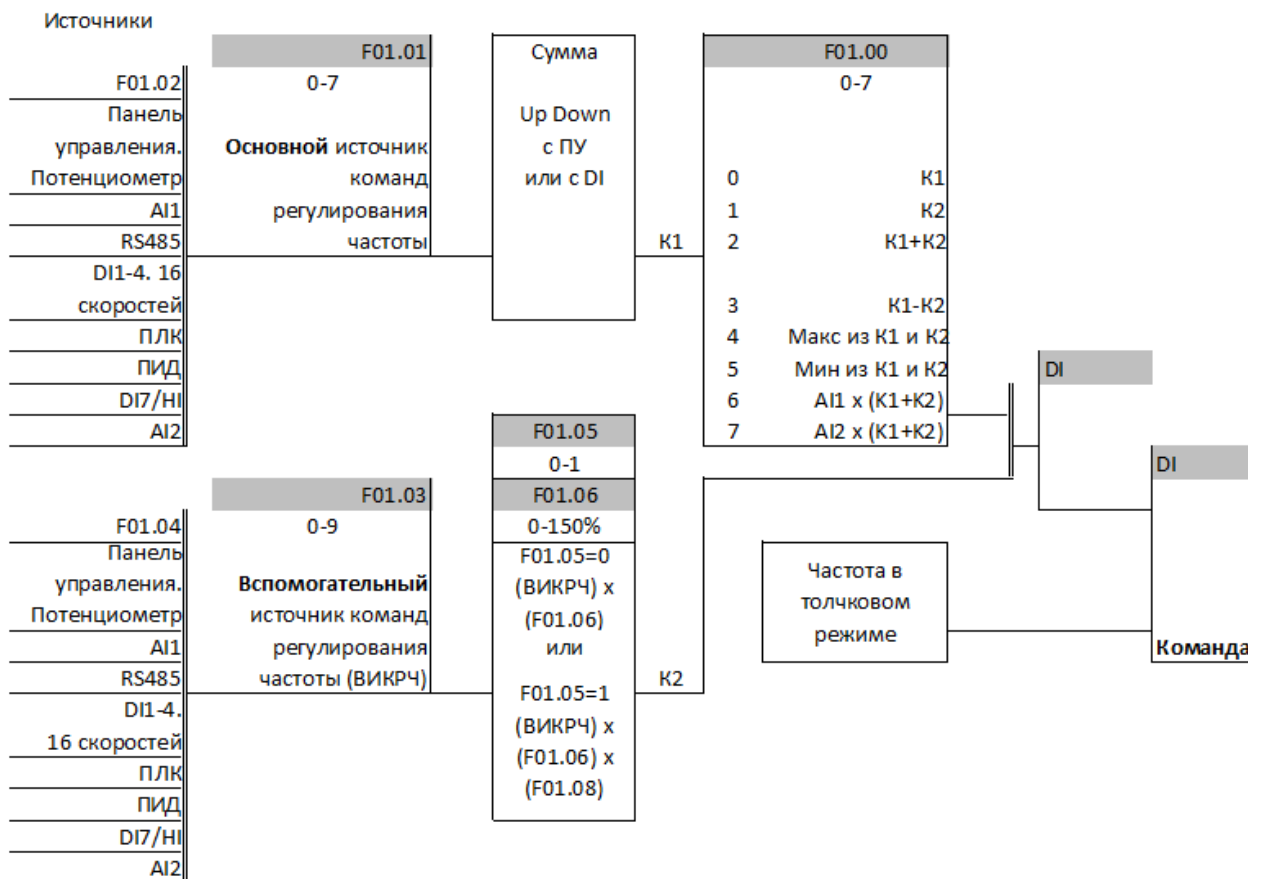 Источники
F01.01
0-7
F01.02
Панель
управления.
Потенциометр
AI1
RS485
DI1-4. 16
скоростей
ПЛК
ПИД
DI7/HI
AI2
Основной источник
команд
регулирования
частоты
Сумма
Up Down
с ПУ
или с DI
К1
F01.00
0-7
0 К1
1 К2
2 К1+К2
3 К1-К2
4 Макс из К1 и К2
5 Мин из К1 и К2
6 AI1 x (К1+К2)
7 AI2 x (К1+К2)
DI
DI
F01.03
0-9
F01.04
Панель
управления.
Потенциометр
AI1
RS485
DI1-4.
16 скоростей
ПЛК
ПИД
DI7/HI
AI2
Вспомогательный
источник команд
регулирования
частоты (ВИКРЧ)
F01.05
0-1
F01.06
0-150%
F01.05=0
(ВИКРЧ) x
(F01.06)
или
F01.05=1
(ВИКРЧ) x
(F01.06) x
(F01.08)
К2
Частота в
толчковом
режиме
Команда